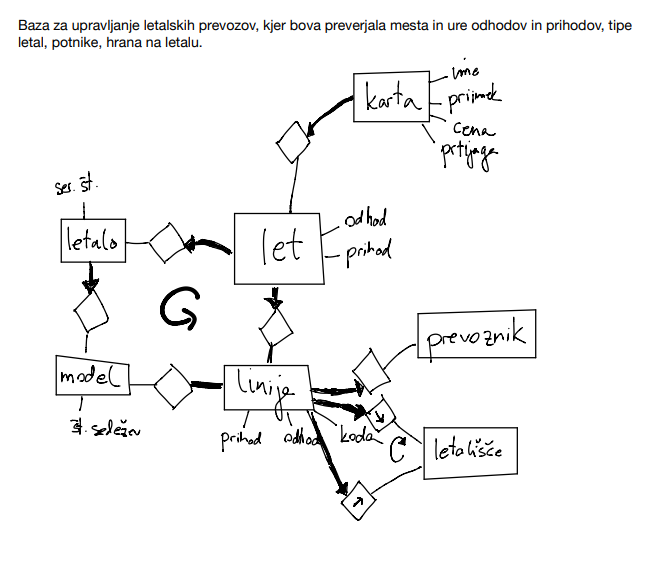 Baza za upravljanje letalskih prevozov, kjer bova preverjala mesta in ure odhodov in prihodov, tipe
letal, potnike, hrana na letalu.
karta
ime
priimek
cena
prtljaga
ser. št.
letalo
let
odhod
prihod
prevoznik
model
linije
št. sedežev
prihod
odhod
koda
letališče